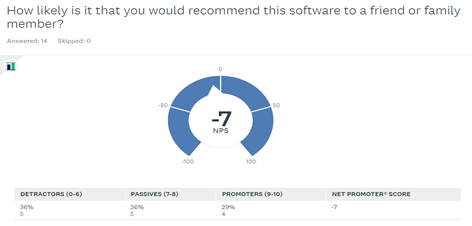 How likely is it that you would recommend this software to a friend or family
member?
Answered: 14 Skipped: 0
0
-50 50
-7
NPS
-100 100
DETRACTORS (0-6) PASSIVES (7-8) PROMOTERS (9-10) NET PROMOTER® SCORE
36% 36% 29% -7
5 5 4